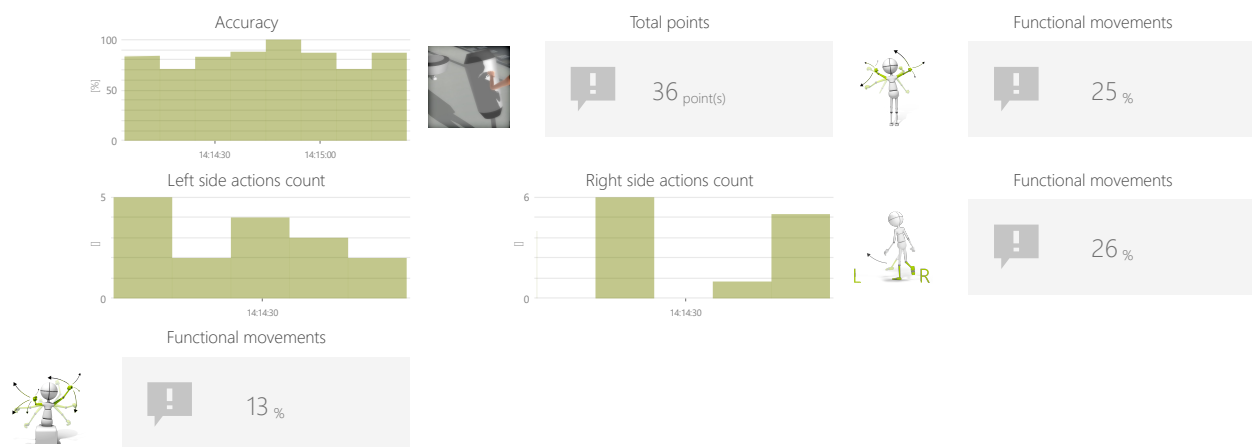 Accuracy
100
50
0
[%]
14:14:30
14:15:00
Total points
36 point(s)
Functional movements
25 %
Left side actions count
5
0
[]
14:14:30
Right side actions count
6
0
[]
14:14:30
Functional movements
L R
26 %
Functional movements
13 %